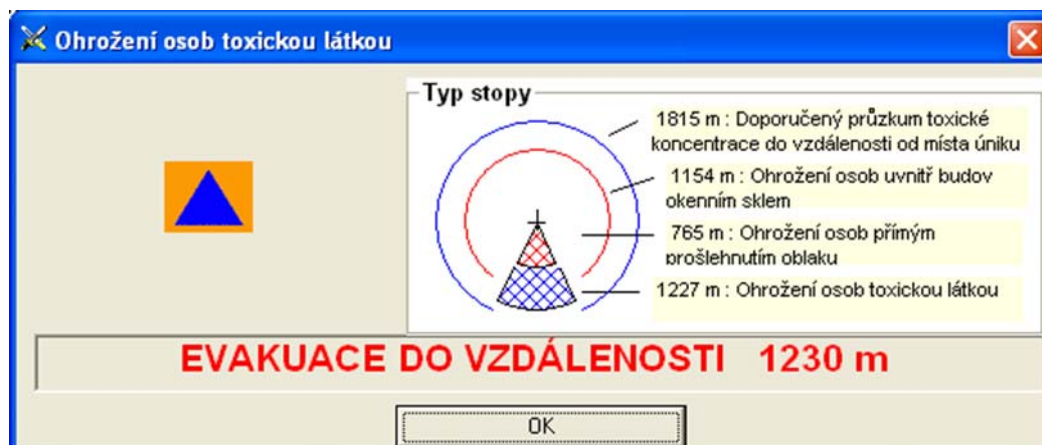 Ohrožení osob toxickou látkou
Typ stopy
1815 m : Doporučený průzkum toxické
koncentrace do vzdálenosti od místa úniku
1154 m : Ohrožení osob uvnitř budov
okenním sklem
765 m : Ohrožení osob přímým
prošlehnutím oblaku
1227 m : Ohrožení osob toxickou látkou
EVAKUACE DO VZDÁLENOSTI 1230 m
OK